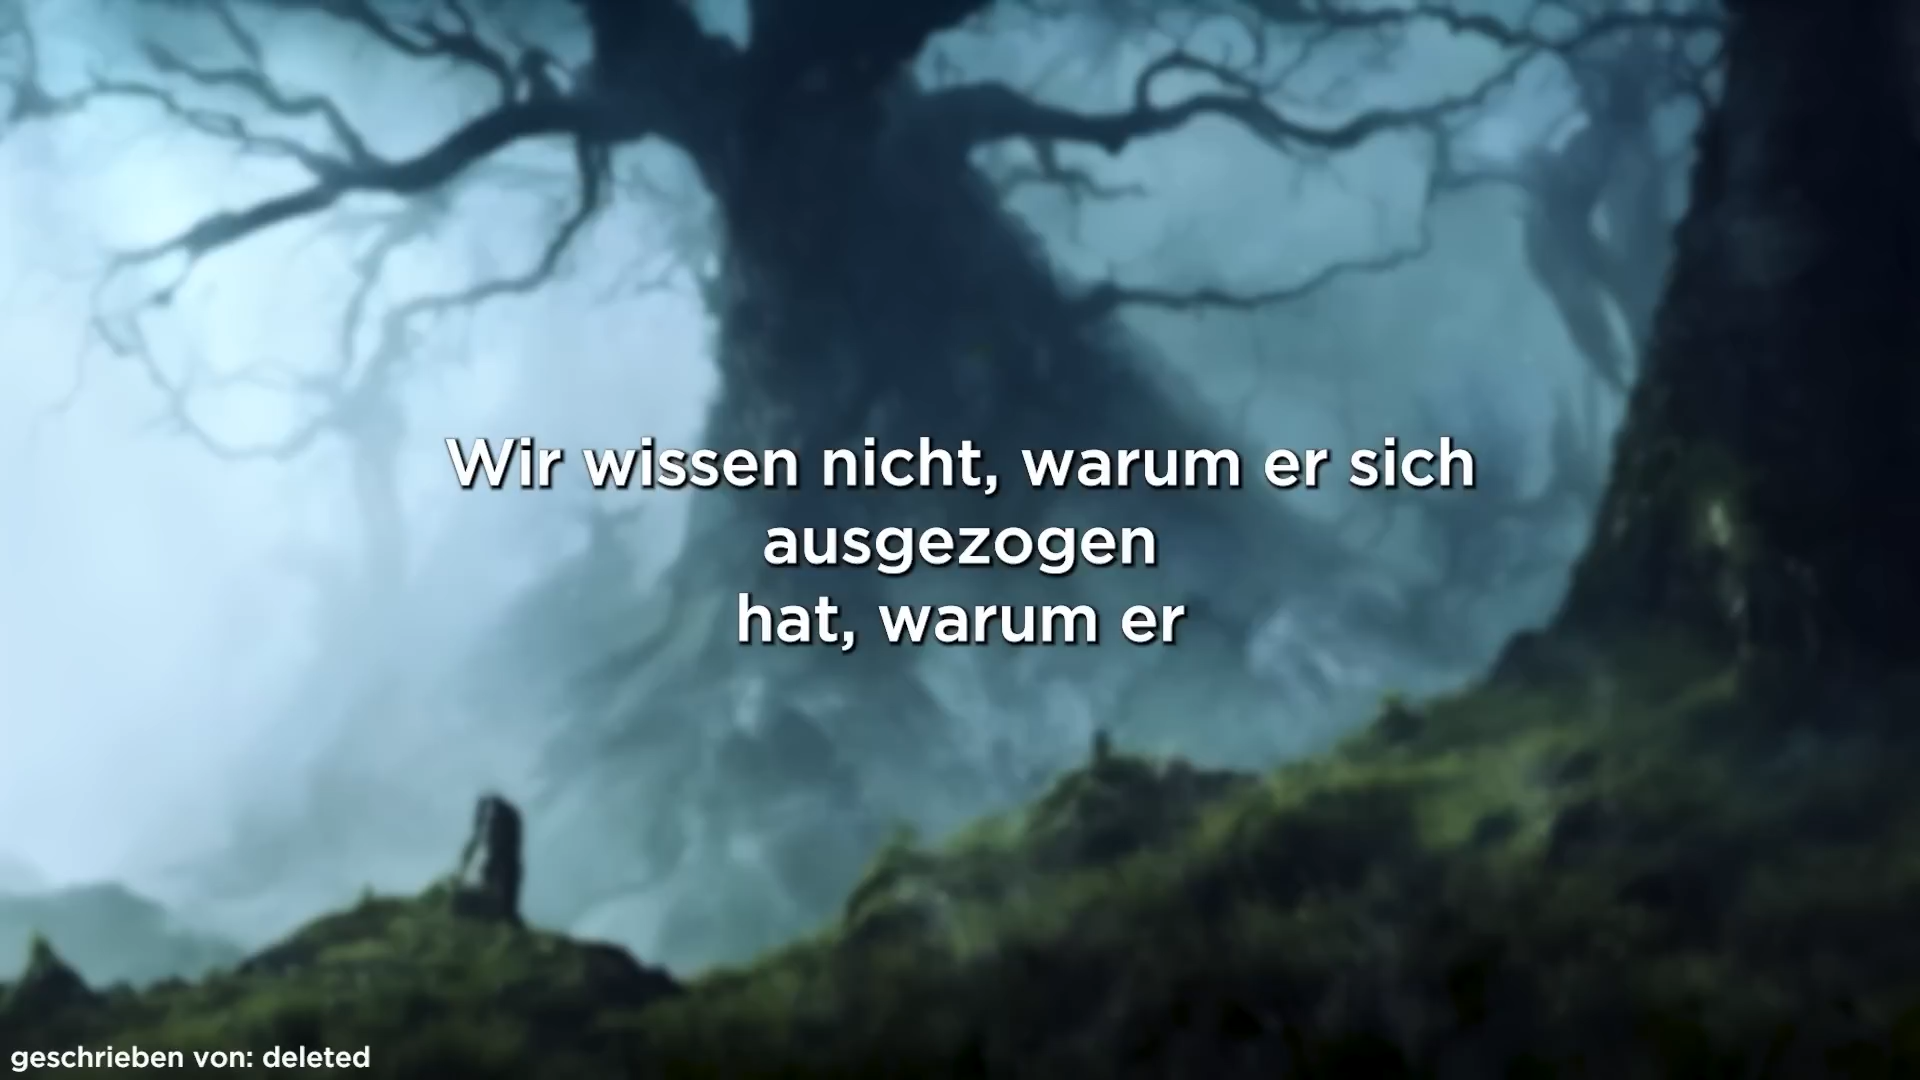 Wir wissen nicht, warum er sich
ausgezogen
hat, warum er
geschrieben von: deleted